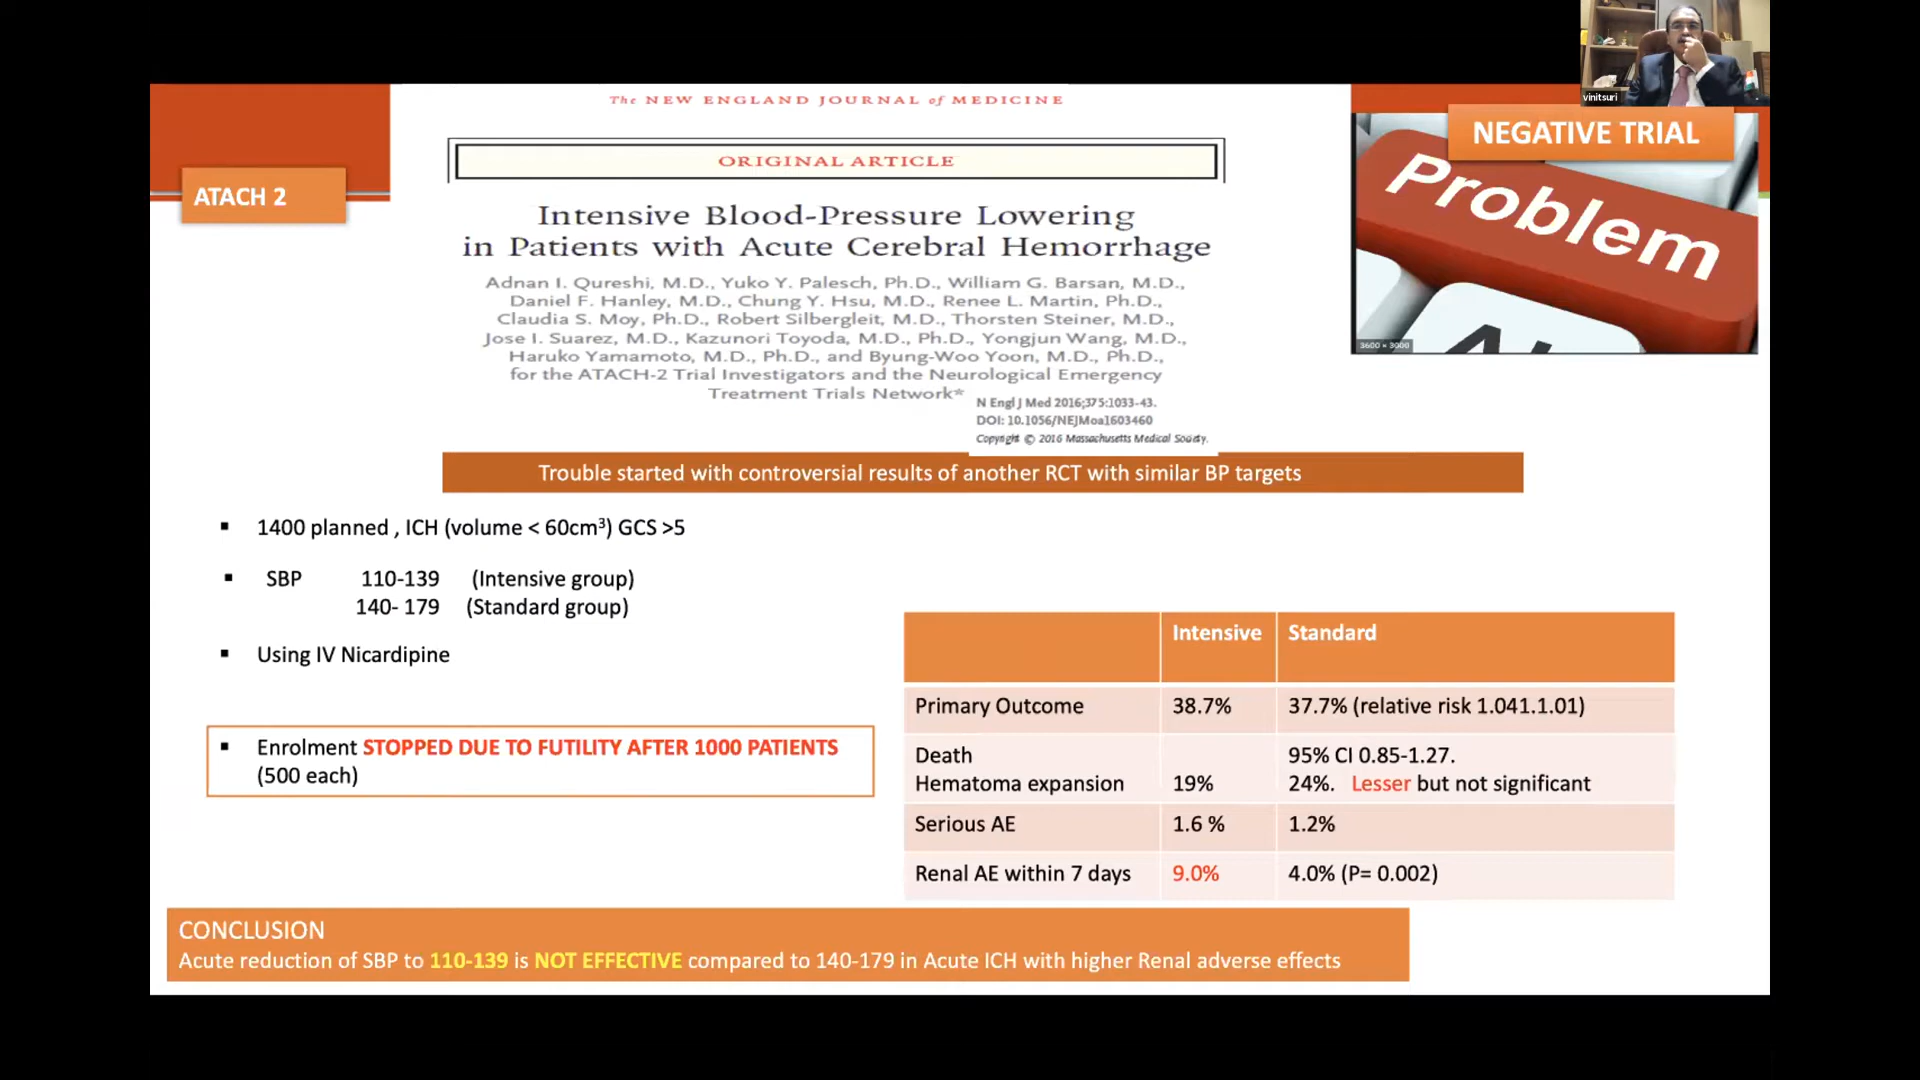 vinitsuri
The NEW ENGLAND JOURNAL of MEDICINE
NEGATIVE TRIAL
ORIGINAL ARTICLE
ATACH 2
Problem
Intensive Blood-Pressure Lowering
in Patients with Acute Cerebral Hemorrhage
Adnan I. Qureshi, M.D., Yuko Y. Palesch, Ph.D., William G. Barsan, M.D.,
Daniel F. Hanley, M.D., Chung Y. Hsu, M.D., Renee L. Martin, Ph.D.,
Claudia S. Moy, Ph.D., Robert Silbergleit, M.D., Thorsten Steiner, M.D.,
Jose I. Suarez, M.D., Kazunori Toyoda, M.D., Ph.D., Yongjun Wang, M.D.,
Haruko Yamamoto, M.D., Ph.D., and Byung-Woo Yoon, M.D., Ph.D.,
for the ATACH-2 Trial Investigators and the Neurological Emergency
Treatment Trials Network*
3600 × 3000
N Engl J Med 2016;375:1033-43.
DOI: 10.1056/NEJMoa1603460
Copyright © 2016 Massachusetts Medical Society.
Trouble started with controversial results of another RCT with similar BP targets
▪ 1400 planned , ICH (volume < 60cm³) GCS >5
▪ SBP 110-139 (Intensive group)
140- 179 (Standard group)
▪ Using IV Nicardipine
▪ Enrolment STOPPED DUE TO FUTILITY AFTER 1000 PATIENTS
(500 each)
Intensive Standard
Primary Outcome 38.7% 37.7% (relative risk 1.041.1.01)
Death 95% CI 0.85-1.27.
Hematoma expansion 19% 24%. Lesser but not significant
Serious AE 1.6 % 1.2%
Renal AE within 7 days 9.0% 4.0% (P= 0.002)
CONCLUSION
Acute reduction of SBP to 110-139 is NOT EFFECTIVE compared to 140-179 in Acute ICH with higher Renal adverse effects